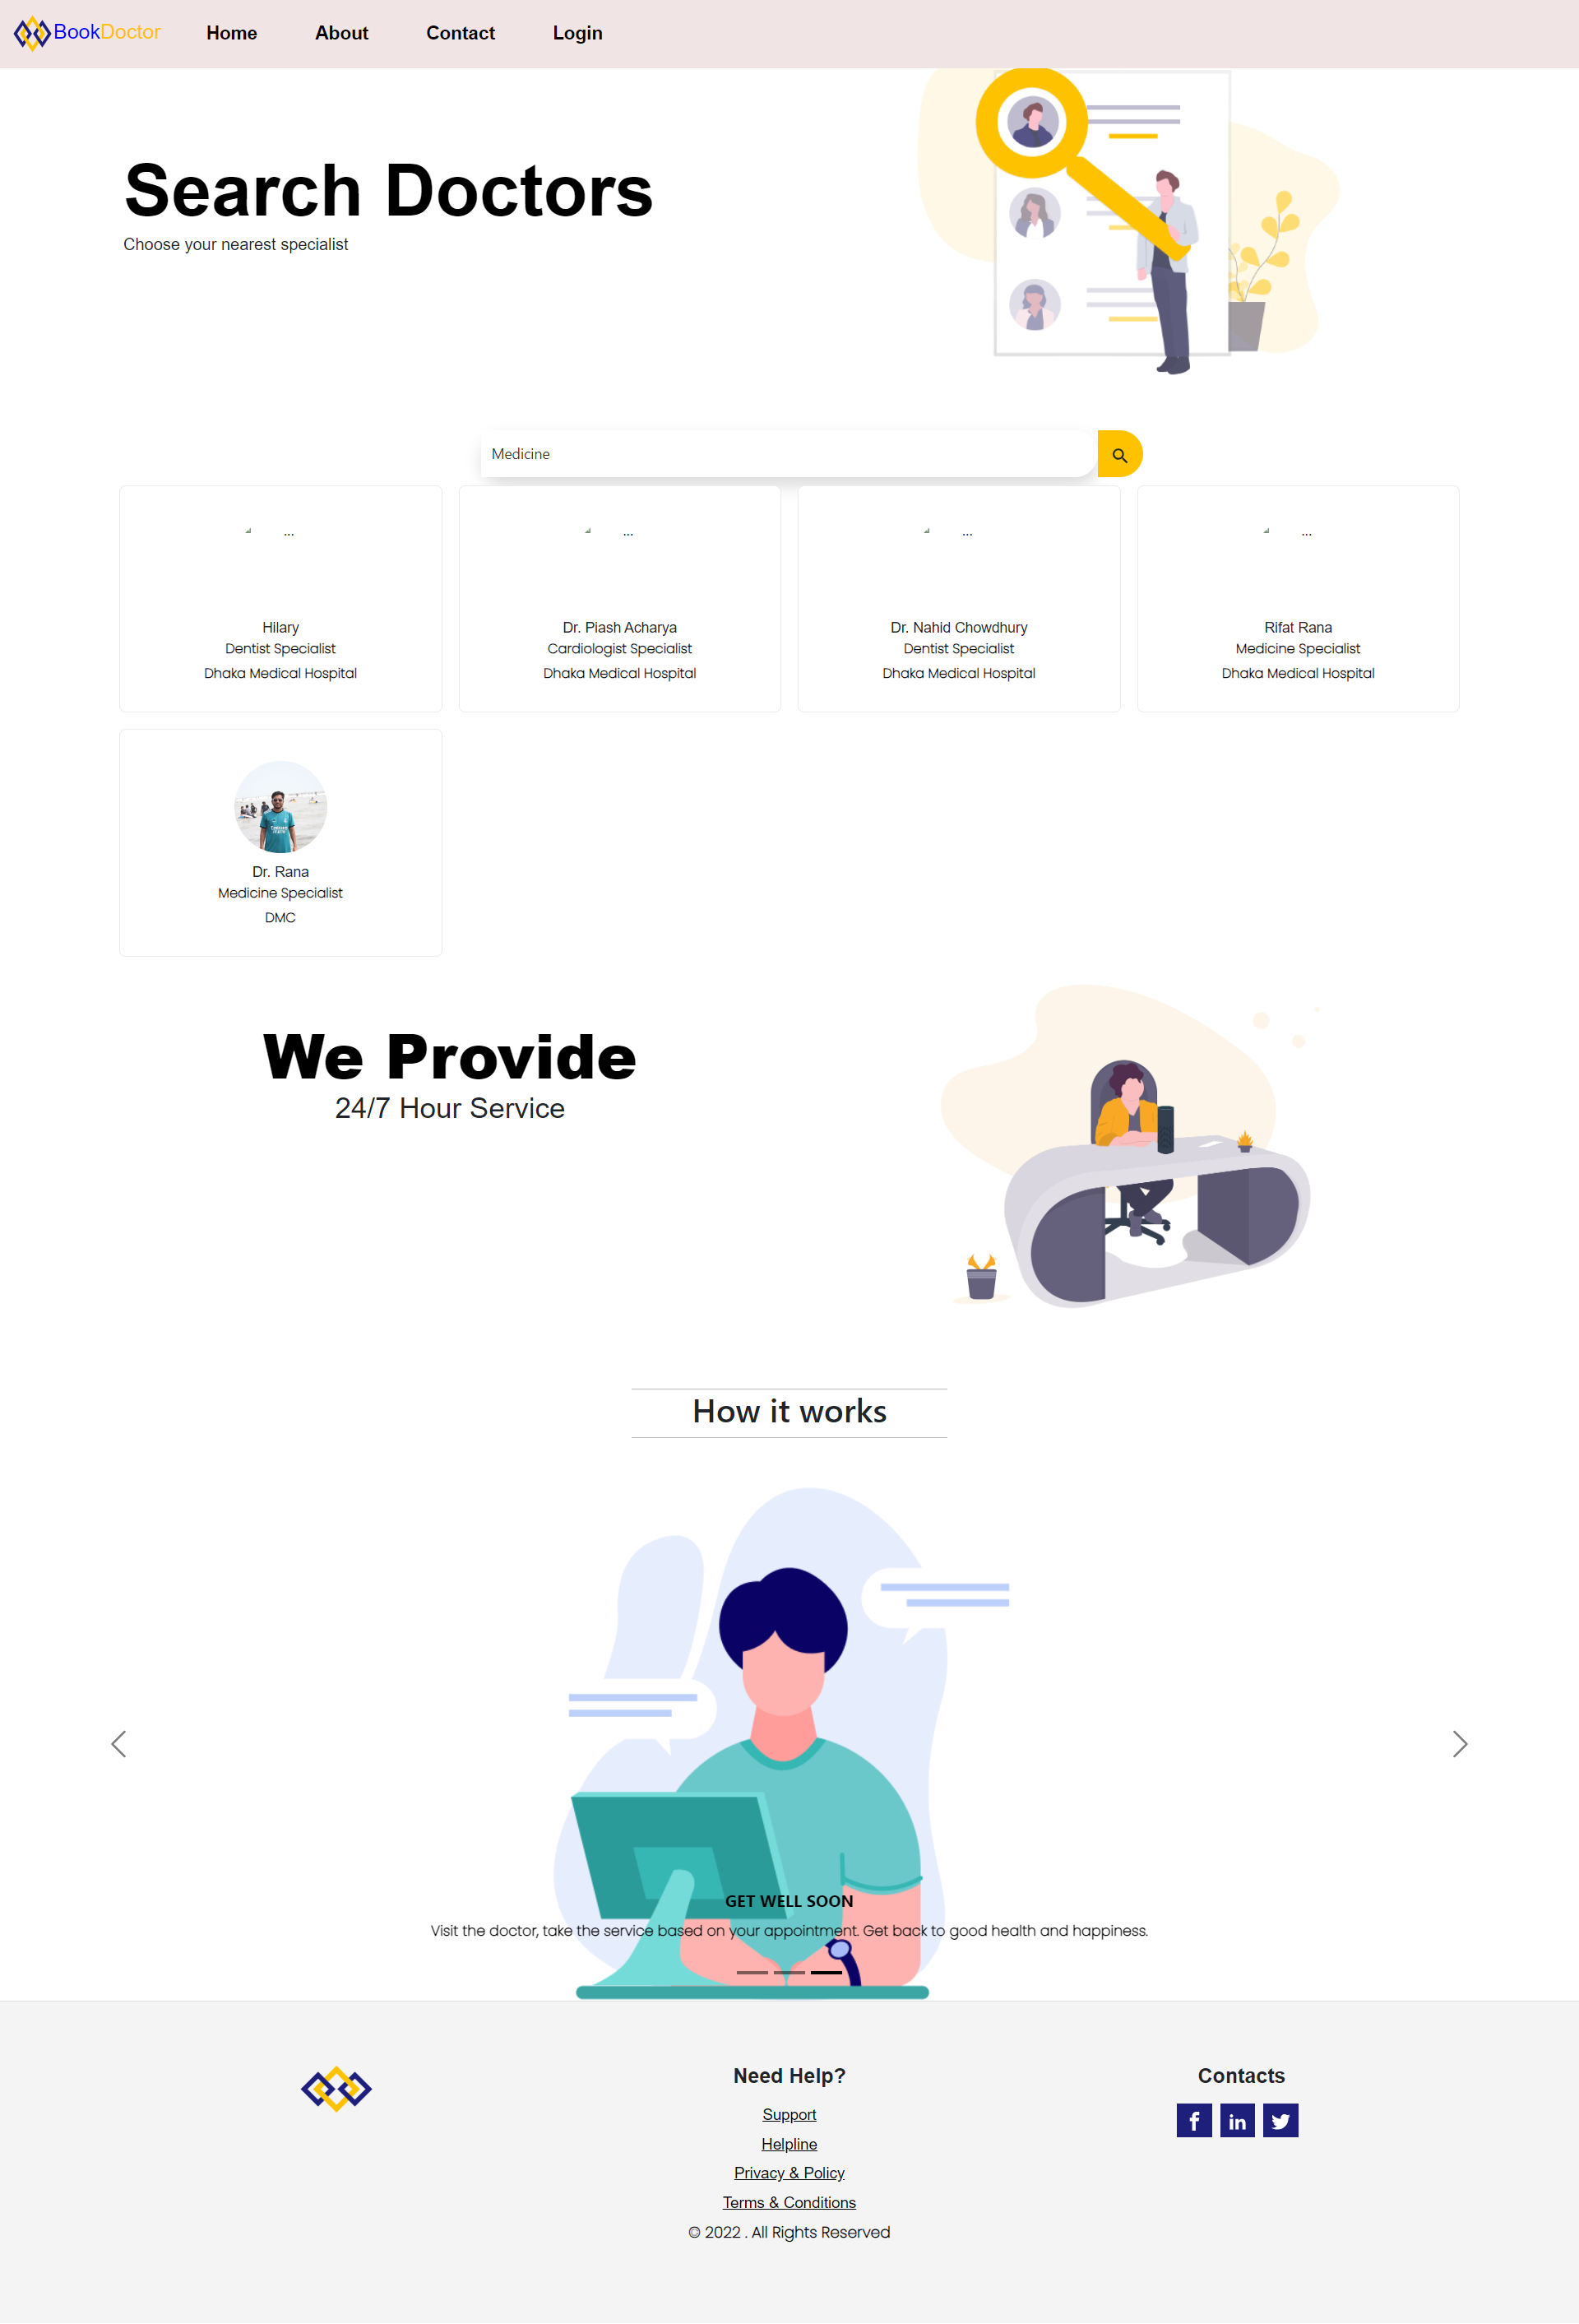 BookDoctor
Home
About
Contact
Login
Search Doctors
Choose your nearest specialist
Medicine
...
Hilary
Dentist Specialist
Dhaka Medical Hospital
...
Dr. Piash Acharya
Cardiologist Specialist
Dhaka Medical Hospital
...
Dr. Nahid Chowdhury
Dentist Specialist
Dhaka Medical Hospital
...
Rifat Rana
Medicine Specialist
Dhaka Medical Hospital
Dr. Rana
Medicine Specialist
DMC
We Provide
24/7 Hour Service
How it works
GET WELL SOON
Visit the doctor, take the service based on your appointment. Get back to good health and happiness.
Need Help?
Support
Helpline
Privacy & Policy
Terms & Conditions
© 2022 . All Rights Reserved
Contacts